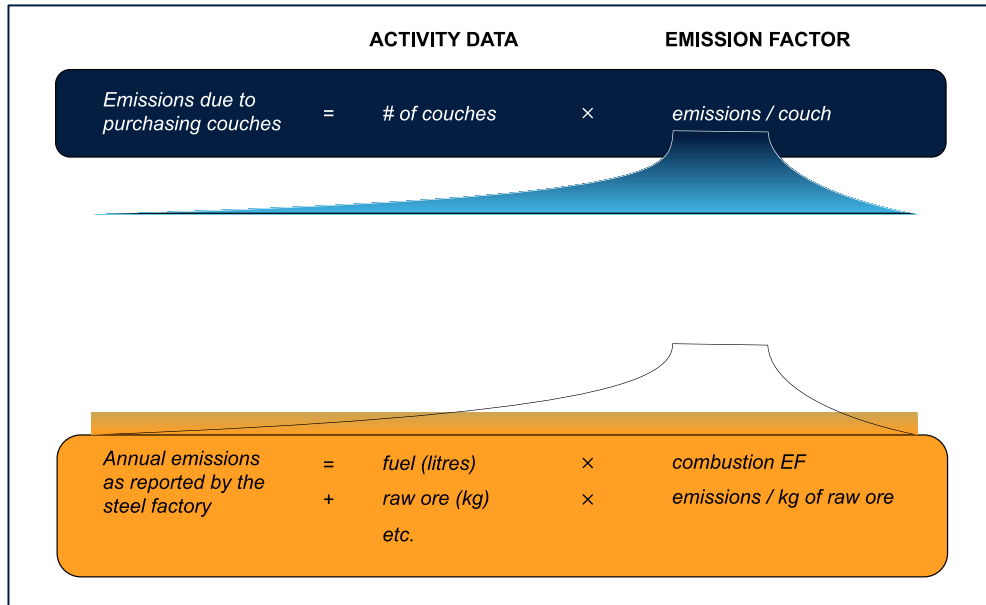 ACTIVITY DATA EMISSION FACTOR
Emissions due to
purchasing couches = # of couches × emissions / couch
Annual emissions = fuel (litres) × combustion EF
as reported by the
steel factory + raw ore (kg) × emissions / kg of raw ore
etc.